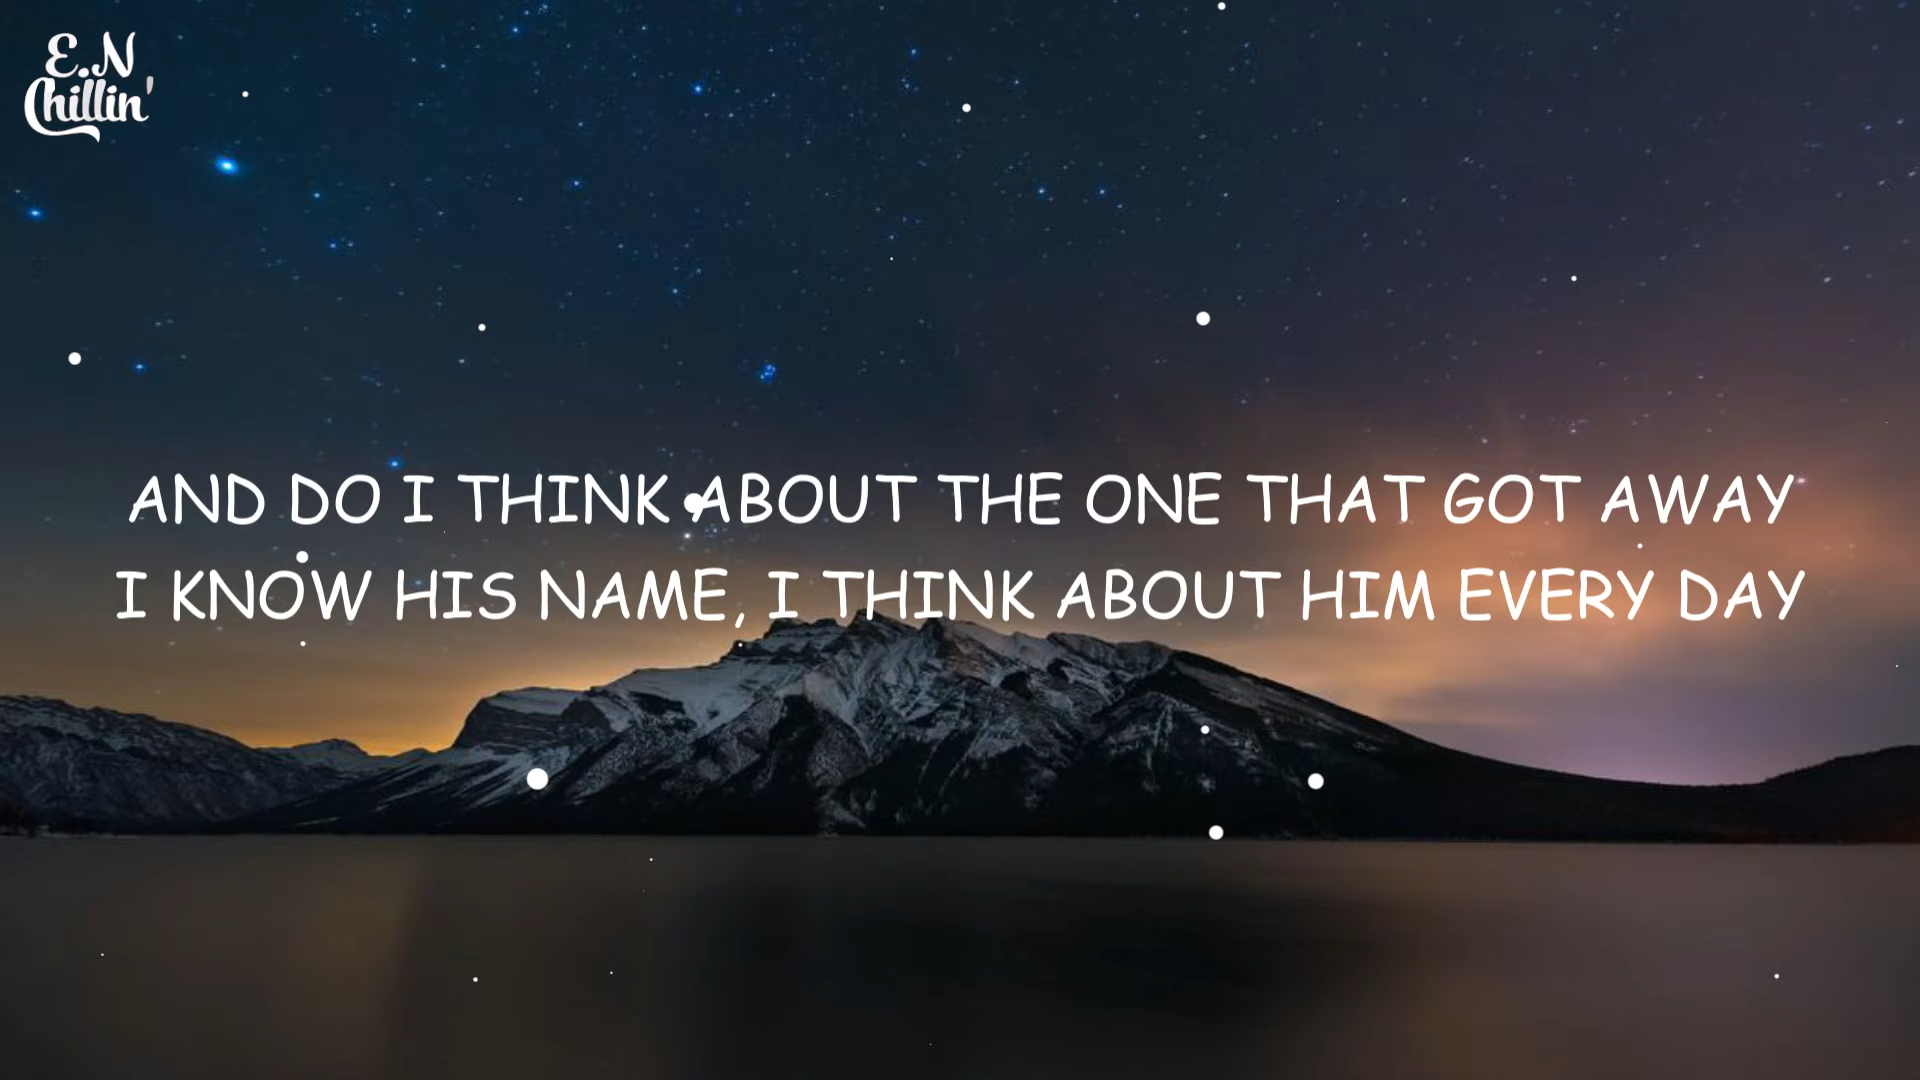 E.N
Chillin'
AND DO I THINK ABOUT THE ONE THAT GOT AWAY
I KNOW HIS NAME, I THINK ABOUT HIM EVERY DAY